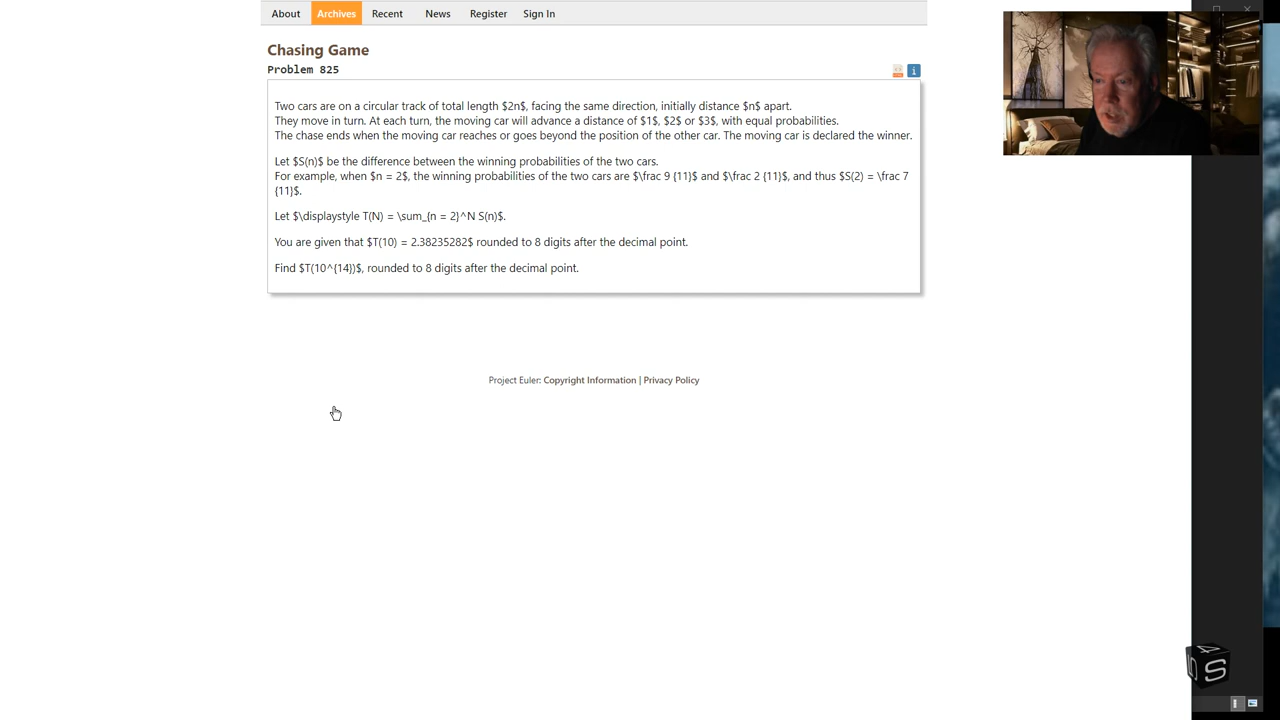 About Archives Recent News Register Sign In
Chasing Game
Problem 825
Two cars are on a circular track of total length $2n$, facing the same direction, initially distance $n$ apart.
They move in turn. At each turn, the moving car will advance a distance of $1$, $2$ or $3$, with equal probabilities.
The chase ends when the moving car reaches or goes beyond the position of the other car. The moving car is declared the winner.
Let $S(n)$ be the difference between the winning probabilities of the two cars.
For example, when $n = 2$, the winning probabilities of the two cars are $\frac 9 {11}$ and $\frac 2 {11}$, and thus $S(2) = \frac 7
{11}$.
Let $\displaystyle T(N) = \sum_{n = 2}^N S(n)$.
You are given that $T(10) = 2.38235282$ rounded to 8 digits after the decimal point.
Find $T(10^{14})$, rounded to 8 digits after the decimal point.
Project Euler: Copyright Information | Privacy Policy